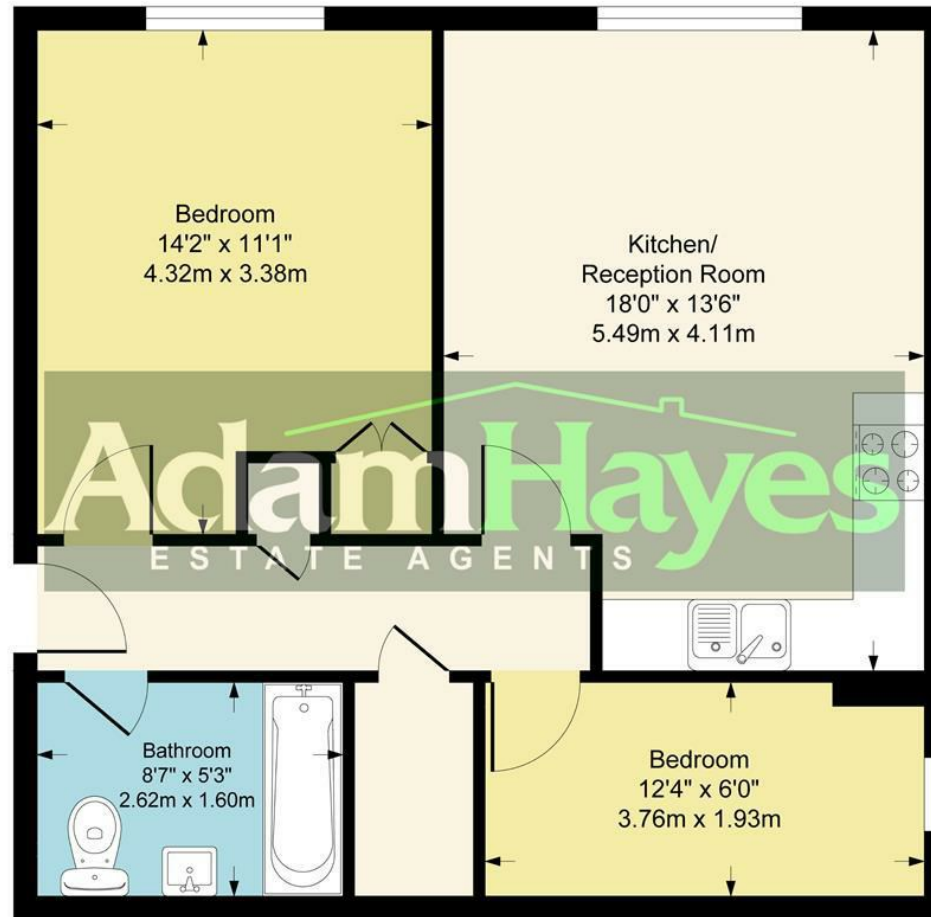 Bedroom
14'2" x 11'1"
4.32m x 3.38m
Kitchen/
Reception Room
18'0" x 13'6"
5.49m x 4.11m
AdamHayes
ESTATE AGENTS
Bathroom
8'7" x 5'3"
2.62m x 1.60m
Bedroom
12'4" x 6'0"
3.76m x 1.93m